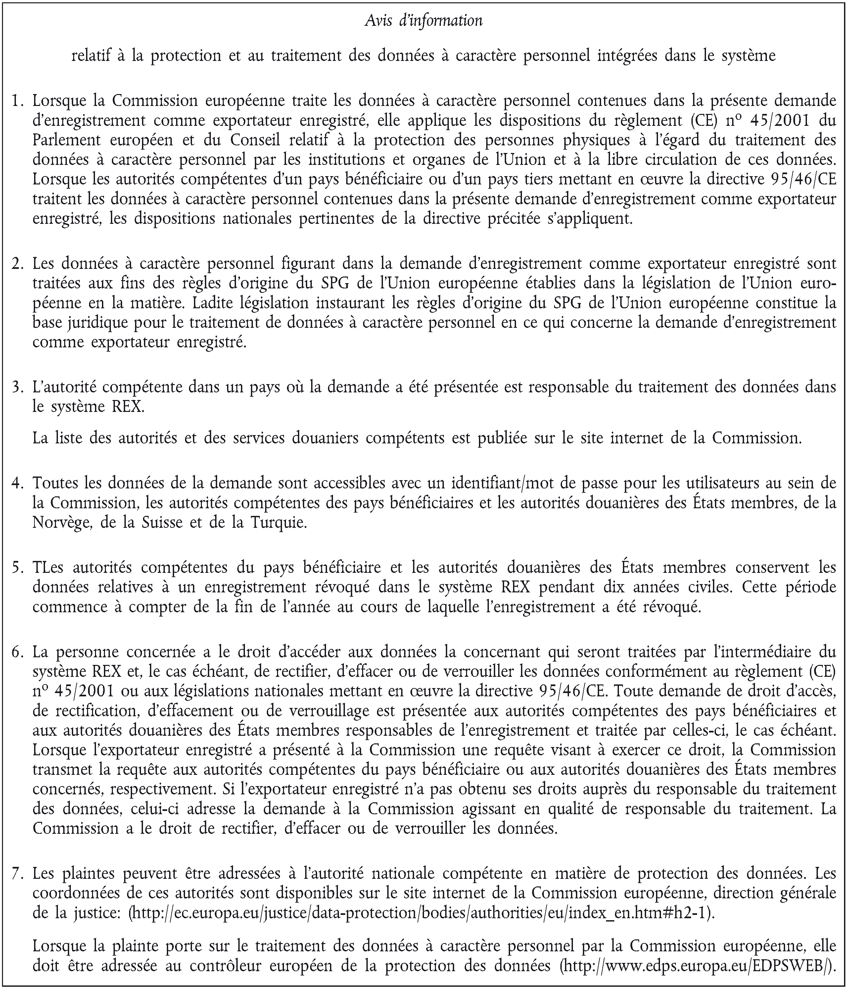 Avis d'information
relatif à la protection et au traitement des données à caractère personnel intégrées dans le système
1. Lorsque la Commission européenne traite les données à caractère personnel contenues dans la présente demande
d'enregistrement comme exportateur enregistré, elle applique les dispositions du règlement (CE) nº 45/2001 du
Parlement européen et du Conseil relatif à la protection des personnes physiques à l'égard du traitement des
données à caractère personnel par les institutions et organes de l'Union et à la libre circulation de ces données.
Lorsque les autorités compétentes d'un pays bénéficiaire ou d'un pays tiers mettant en œuvre la directive 95/46/CE
traitent les données à caractère personnel contenues dans la présente demande d'enregistrement comme exportateur
enregistré, les dispositions nationales pertinentes de la directive précitée s'appliquent.
2. Les données à caractère personnel figurant dans la demande d'enregistrement comme exportateur enregistré sont
traitées aux fins des règles d'origine du SPG de l'Union européenne établies dans la législation de l'Union euro-
péenne en la matière. Ladite législation instaurant les règles d'origine du SPG de l'Union européenne constitue la
base juridique pour le traitement de données à caractère personnel en ce qui concerne la demande d'enregistrement
comme exportateur enregistré.
3. L'autorité compétente dans un pays où la demande a été présentée est responsable du traitement des données dans
le système REX.
La liste des autorités et des services douaniers compétents est publiée sur le site internet de la Commission.
4. Toutes les données de la demande sont accessibles avec un identifiant/mot de passe pour les utilisateurs au sein de
la Commission, les autorités compétentes des pays bénéficiaires et les autorités douanières des États membres, de la
Norvège, de la Suisse et de la Turquie.
5. TLes autorités compétentes du pays bénéficiaire et les autorités douanières des États membres conservent les
données relatives à un enregistrement révoqué dans le système REX pendant dix années civiles. Cette période
commence à compter de la fin de l'année au cours de laquelle l'enregistrement a été révoqué.
6. La personne concernée a le droit d'accéder aux données la concernant qui seront traitées par l'intermédiaire du
système REX et, le cas échéant, de rectifier, d'effacer ou de verrouiller les données conformément au règlement (CE)
nº 45/2001 ou aux législations nationales mettant en œuvre la directive 95/46/CE. Toute demande de droit d'accès,
de rectification, d'effacement ou de verrouillage est présentée aux autorités compétentes des pays bénéficiaires et
aux autorités douanières des États membres responsables de l'enregistrement et traitée par celles-ci, le cas échéant.
Lorsque l'exportateur enregistré a présenté à la Commission une requête visant à exercer ce droit, la Commission
transmet la requête aux autorités compétentes du pays bénéficiaire ou aux autorités douanières des États membres
concernés, respectivement. Si l'exportateur enregistré n'a pas obtenu ses droits auprès du responsable du traitement
des données, celui-ci adresse la demande à la Commission agissant en qualité de responsable du traitement. La
Commission a le droit de rectifier, d'effacer ou de verrouiller les données.
7. Les plaintes peuvent être adressées à l'autorité nationale compétente en matière de protection des données. Les
coordonnées de ces autorités sont disponibles sur le site internet de la Commission européenne, direction générale
de la justice: (http://ec.europa.eu/justice/data-protection/bodies/authorities/eu/index_en.htm#h2-1).
Lorsque la plainte porte sur le traitement des données à caractère personnel par la Commission européenne, elle
doit être adressée au contrôleur européen de la protection des données (http://www.edps.europa.eu/EDPSWEB/).